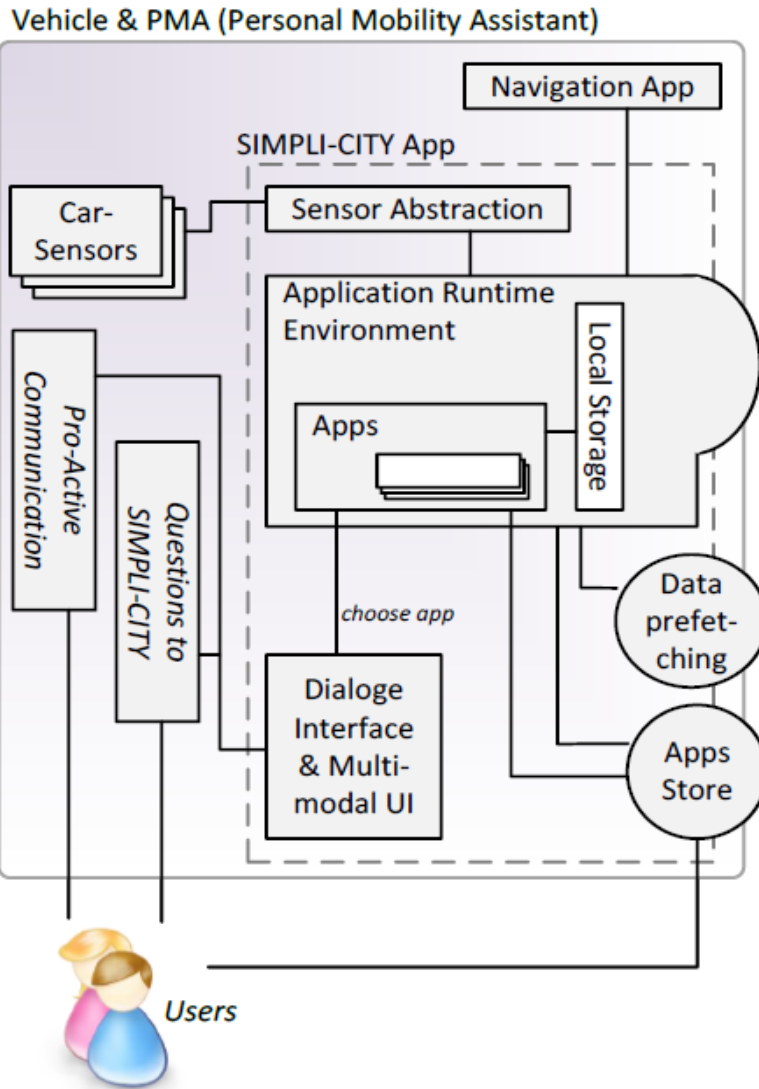 Vehicle & PMA (Personal Mobility Assistant)
Navigation App
SIMPLI-CITY App
Car-
Sensors
Sensor Abstraction
Application Runtime
Environment
Local Storage
Apps
Pro-Active
Communication
Questions to
SIMPLI-CITY
choose app
Data
prefet-
ching
Dialoge
Interface
& Multi-
modal UI
Apps
Store
Users